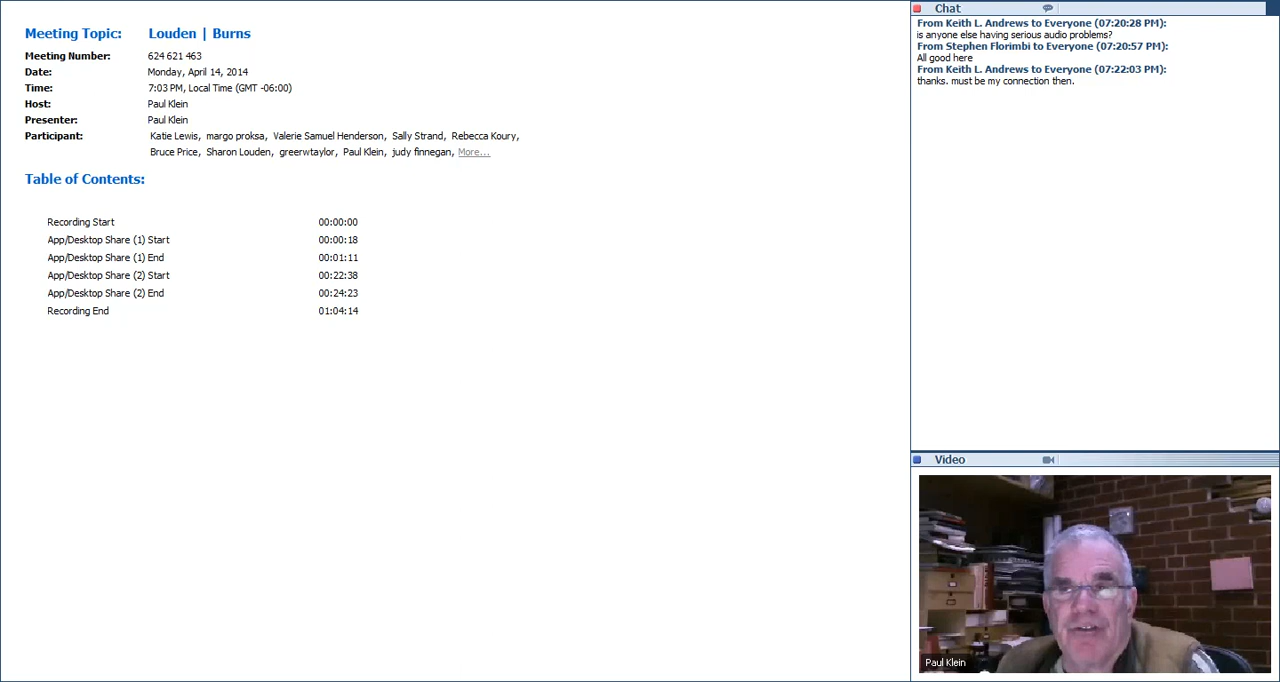 Meeting Topic: Louden | Burns
Meeting Number: 624 621 463
Date: Monday, April 14, 2014
Time: 7:03 PM, Local Time (GMT -06:00)
Host: Paul Klein
Presenter: Paul Klein
Participant: Katie Lewis, margo proksa, Valerie Samuel Henderson, Sally Strand, Rebecca Koury,
Bruce Price, Sharon Louden, greerwtaylor, Paul Klein, judy finnegan, More...
Table of Contents:
Recording Start 00:00:00
App/Desktop Share (1) Start 00:00:18
App/Desktop Share (1) End 00:01:11
App/Desktop Share (2) Start 00:22:38
App/Desktop Share (2) End 00:24:23
Recording End 01:04:14
Chat
From Keith L. Andrews to Everyone (07:20:28 PM):
is anyone else having serious audio problems?
From Stephen Florimbi to Everyone (07:20:57 PM):
All good here
From Keith L. Andrews to Everyone (07:22:03 PM):
thanks. must be my connection then.
Video
Paul Klein